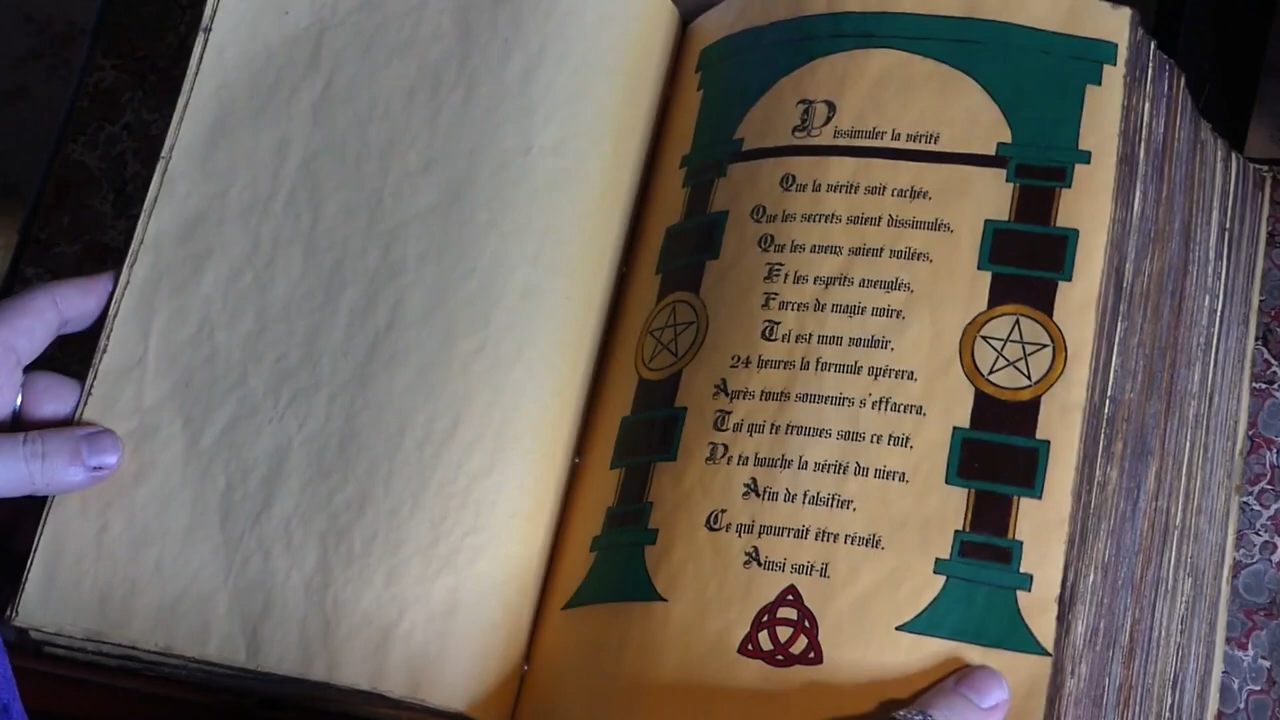 Dissimuler la vérité
Que la vérité soit cachée,
Que les secrets soient dissimulés,
Que les aveux soient voilées,
Et les esprits aveuglés,
Forces de magie noire,
Tel est mon vouloir,
24 heures la formule opérera,
Après touts souvenirs s'effacera,
Toi qui te trouves sous ce toit,
De ta bouche la vérité du niera,
Afin de falsifier,
Ce qui pourrait être révélé.
Ainsi soit-il.